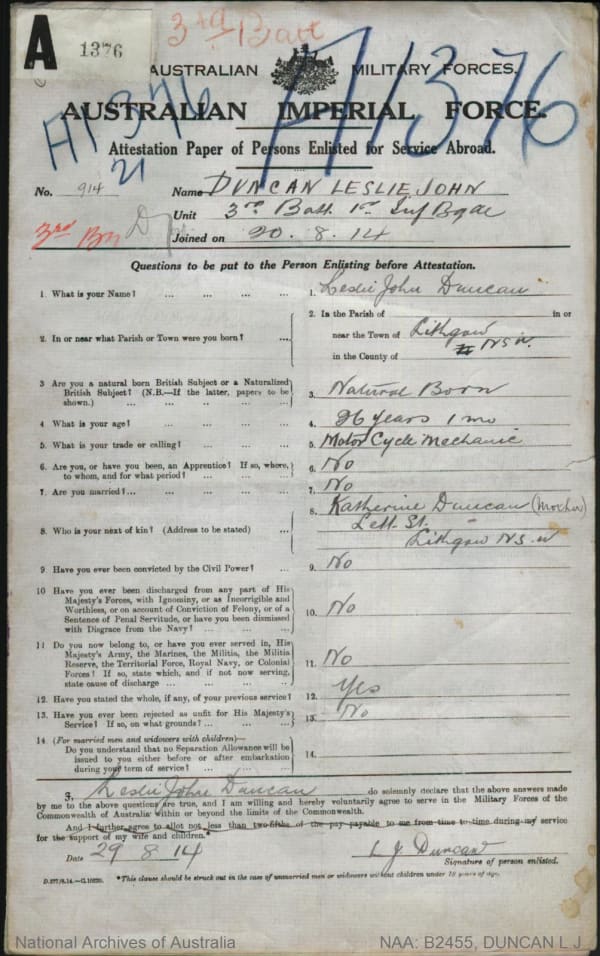 A 1376
3rd Batt
AUSTRALIAN MILITARY FORCES.
A1376
A1376
AUSTRALIAN IMPERIAL FORCE.
Attestation Paper of Persons Enlisted for Service Abroad.
21
No. 914 Name DUNCAN LESLIE JOHN
Unit 3rd Batt. 1st Inf Bgde
3rd Bn
Joined on 20.8.14
Questions to be put to the Person Enlisting before Attestation.
1. What is your Name? ... ... ... 1. Leslie John Duncan
2. In or near what Parish or Town were you born? ... 2. In the Parish of in or
near the Town of Lithgow
in the County of NSW.
3 Are you a natural born British Subject or a Naturalized
British Subject? (N.B.—If the latter, papers to be
shown.) ... ... ... ... 3. Natural Born
4. What is your age? ... ... ... 4. 26 years 1 mo
5. What is your trade or calling? ... ... ... 5. Motor Cycle Mechanic
6. Are you, or have you been, an Apprentice? If so, where,
to whom, and for what period? ... ... ... 6. No
7. Are you married?... ... ... ... 7. No
8. Who is your next of kin? (Address to be stated) ... 8. Katherine Duncan (Mother)
Lett. St.
Lithgow NS.W
9. Have you ever been convicted by the Civil Power? ... 9. No
10 Have you ever been discharged from any part of His
Majesty's Forces, with Ignominy, or as Incorrigible and
Worthless, or on account of Conviction of Felony, or of a
Sentence of Penal Servitude, or have you been dismissed
with Disgrace from the Navy? ... ... ... 10. No
11 Do you now belong to, or have you ever served in, His
Majesty's Army, the Marines, the Militia, the Militia
Reserve, the Territorial Force, Royal Navy, or Colonial
Forces? If so, state which, and if not now serving,
state cause of discharge ... ... ... ... 11. No
12. Have you stated the whole, if any, of your previous service? 12. Yes
13. Have you ever been rejected as unfit for His Majesty's
Service? If so, on what grounds? ... ... ... 13. No
14. (For married men and widowers with children)—
Do you understand that no Separation Allowance will be
issued to you either before or after embarkation
during your term of service? ... ... ... 14.
I, Leslie John Duncan do solemnly declare that the above answers made
by me to the above questions are true, and I am willing and hereby voluntarily agree to serve in the Military Forces of the
Commonwealth of Australia within or beyond the limits of the Commonwealth.
And I further agree to allot not less than two-fifths of the pay payable to me from time to time during my service
for the support of my wife and children.*
Date 29 8 14 L J Duncan
Signature of person enlisted.
*This clause should be struck out in the case of unmarried men or widowers without children under 18 years of age.
National Archives of Australia NAA: B2455, DUNCAN L J